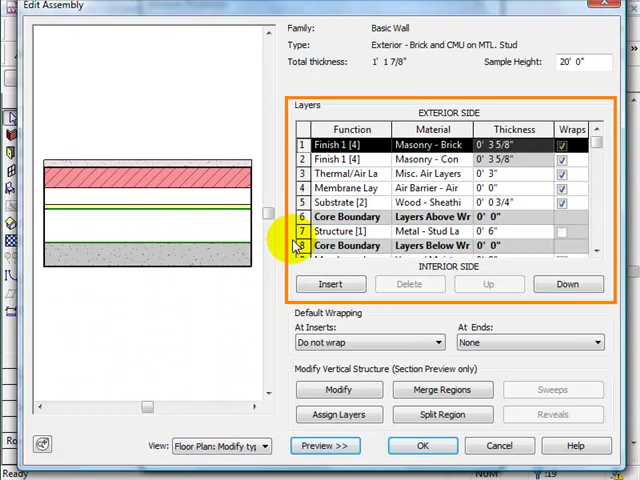 Edit Assembly
Family: Basic Wall
Type: Exterior - Brick and CMU on MTL. Stud
Total thickness: 1' 1 7/8" Sample Height: 20' 0"
Layers
EXTERIOR SIDE
Function Material Thickness Wraps
1 Finish 1 [4] Masonry - Brick 0' 3 5/8"
2 Finish 1 [4] Masonry - Con 0' 3 5/8"
3 Thermal/Air La Misc. Air Layers 0' 3"
4 Membrane Lay Air Barrier - Air 0' 0"
5 Substrate [2] Wood - Sheathi 0' 0 3/4"
6 Core Boundary Layers Above Wr 0' 0"
7 Structure [1] Metal - Stud La 0' 6"
8 Core Boundary Layers Below Wr 0' 0"
INTERIOR SIDE
Insert Delete Up Down
Default Wrapping
At Inserts: At Ends:
Do not wrap None
Modify Vertical Structure (Section Preview only)
Modify Merge Regions Sweeps
Assign Layers Split Region Reveals
View: Floor Plan: Modify typ Preview >> OK Cancel Help
Ready NUM :19